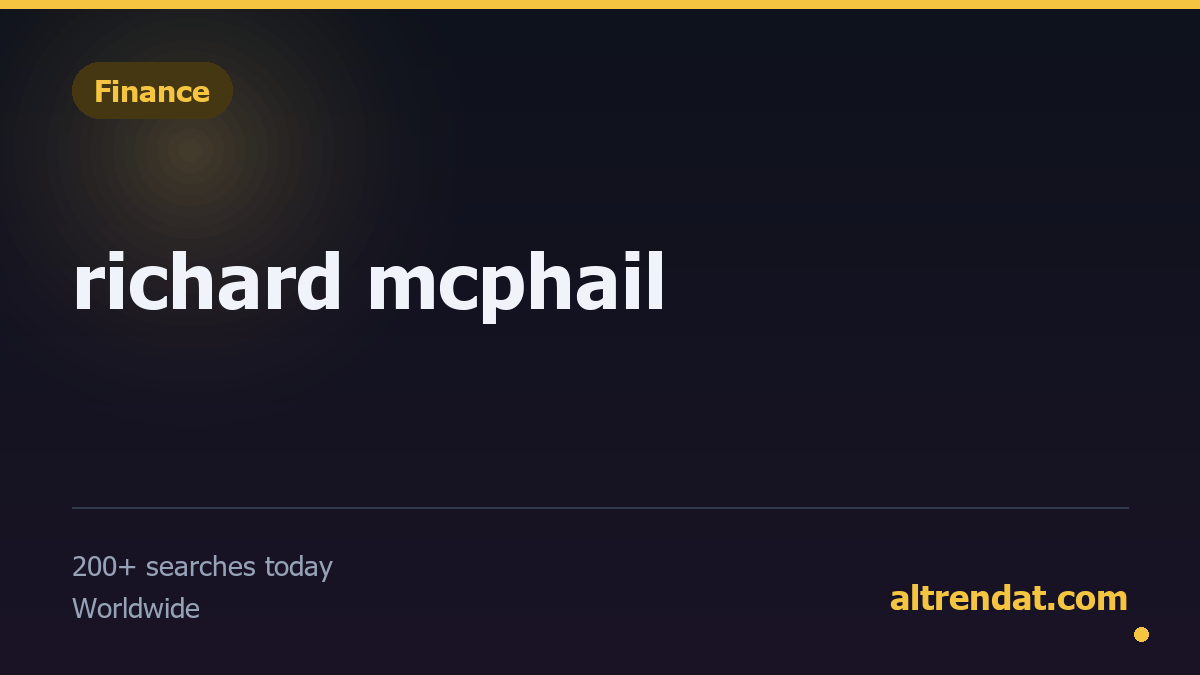 Finance
richard mcphail
200+ searches today
Worldwide
altrendat.com